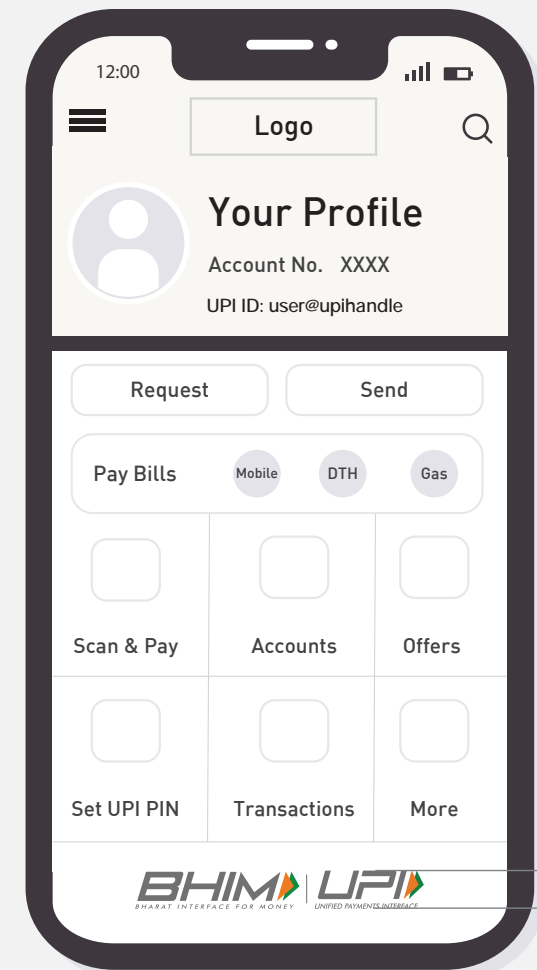 12:00
Logo
Your Profile
Account No. XXXX
UPI ID: user@upihandle
Request Send
Pay Bills Mobile DTH Gas
Scan & Pay Accounts Offers
Set UPI PIN Transactions More
BHIM UPI
BHARAT INTERFACE FOR MONEY UNIFIED PAYMENTS INTERFACE